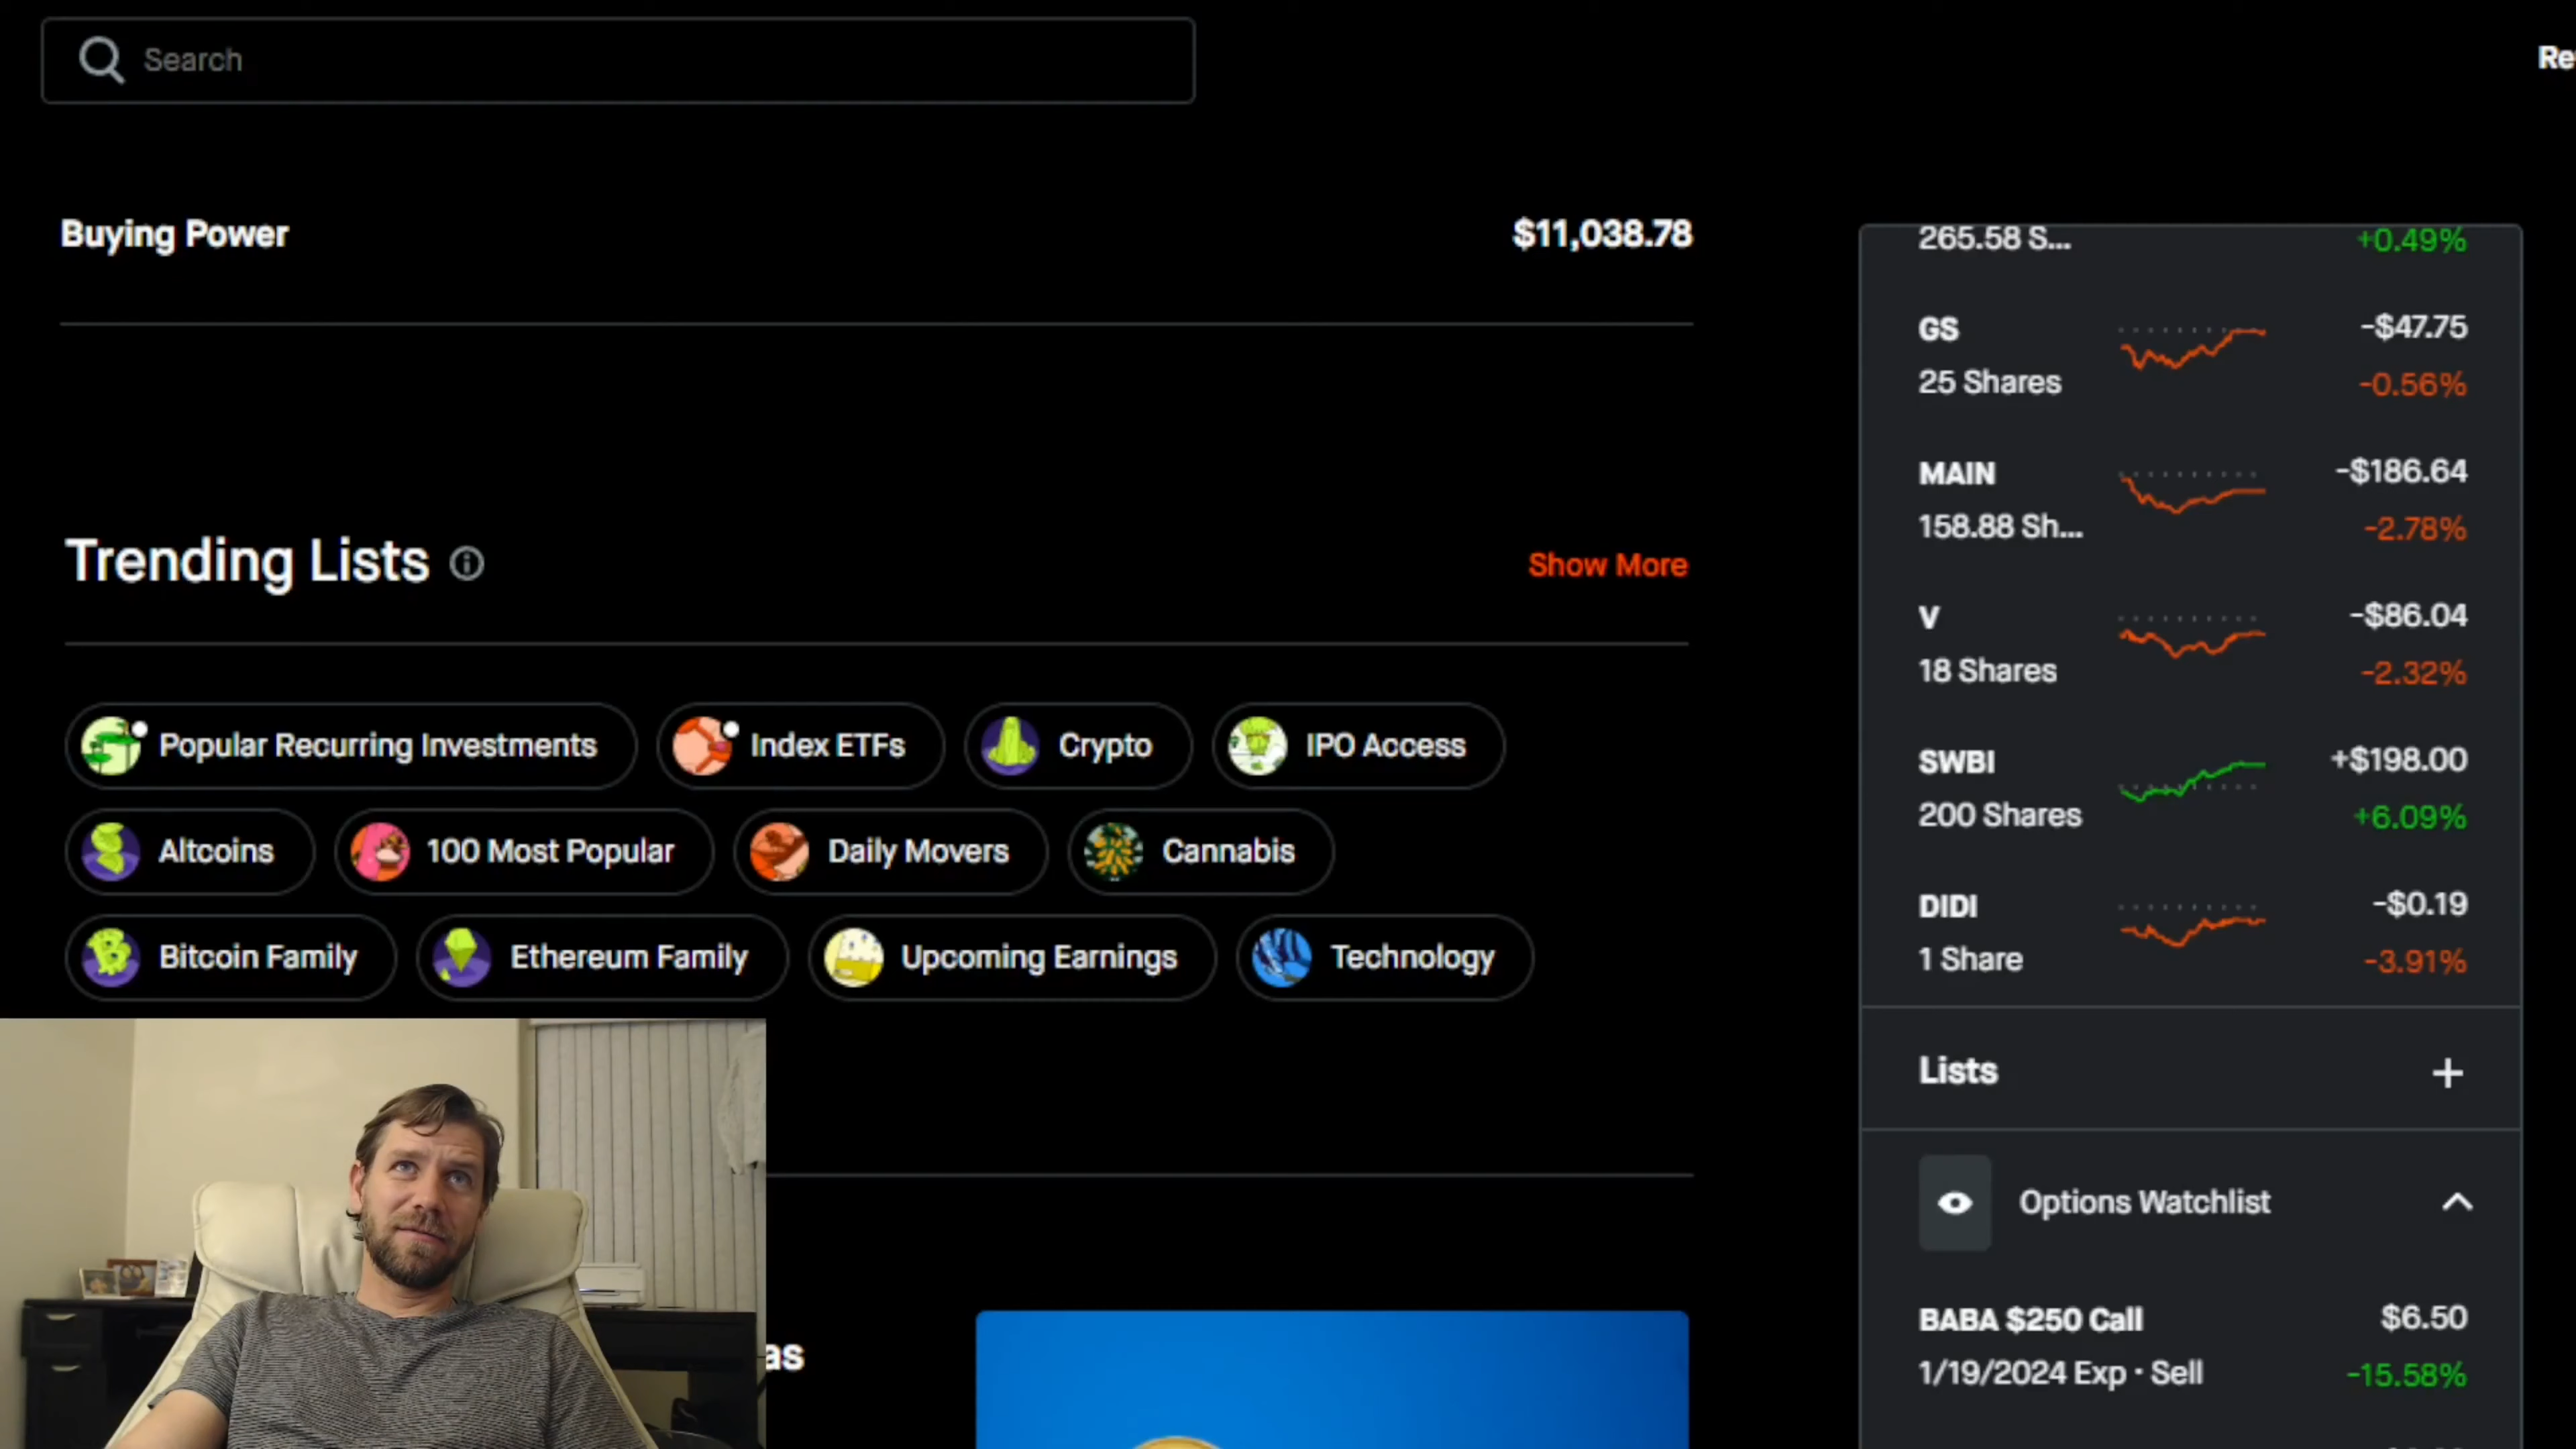 Search
Re
Buying Power
$11,038.78
Trending Lists
Show More
Popular Recurring Investments
Index ETFs
Crypto
IPO Access
Altcoins
100 Most Popular
Daily Movers
Cannabis
Bitcoin Family
Ethereum Family
Upcoming Earnings
Technology
as
265.58 S...
+0.49%
GS
-$47.75
25 Shares
-0.56%
MAIN
-$186.64
158.88 Sh...
-2.78%
V
-$86.04
18 Shares
-2.32%
SWBI
+$198.00
200 Shares
+6.09%
DIDI
-$0.19
1 Share
-3.91%
Lists
+
Options Watchlist
BABA $250 Call
$6.50
1/19/2024 Exp · Sell
-15.58%